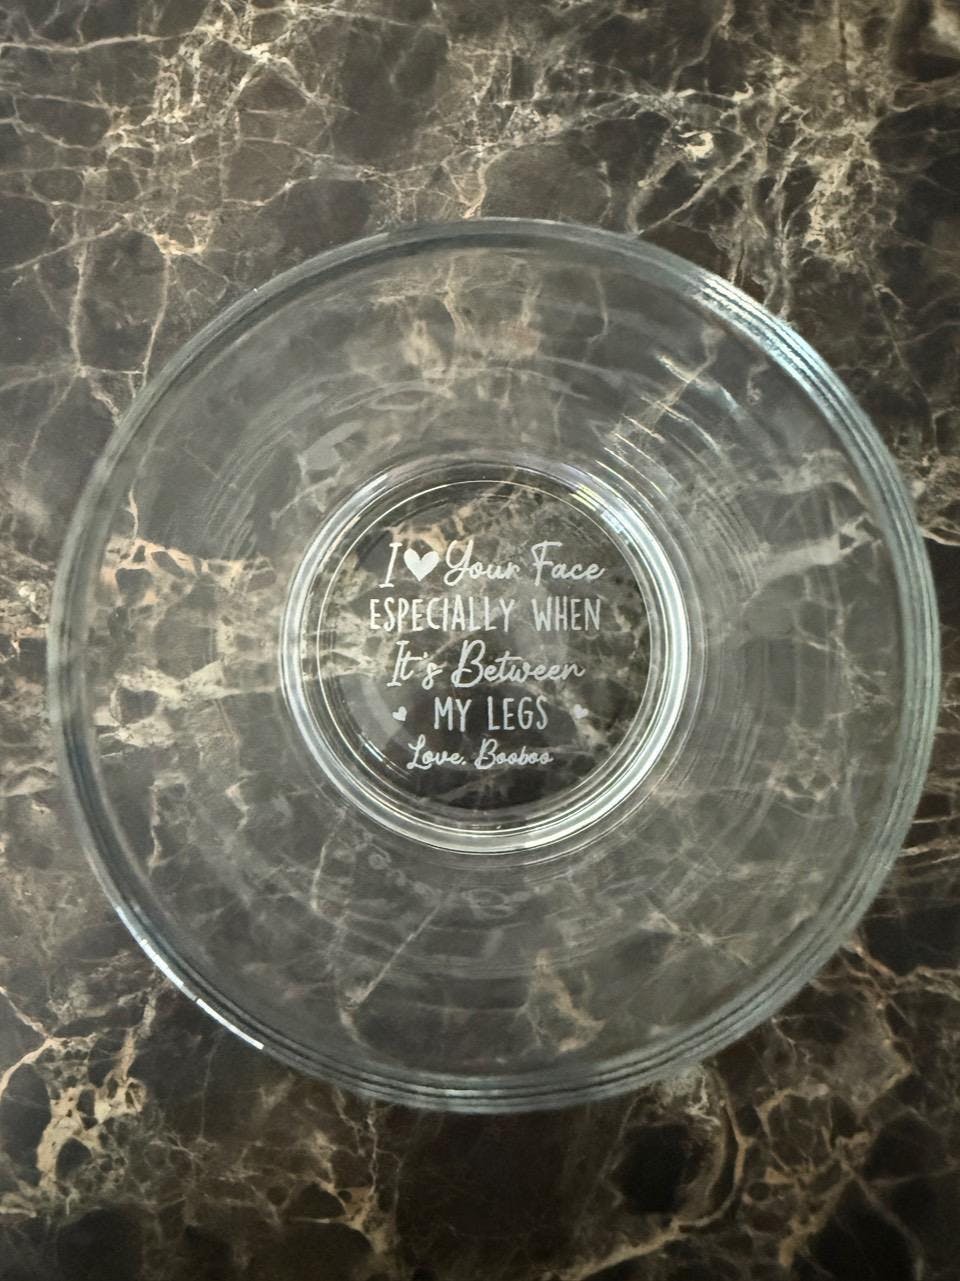 I ♥ Your Face
ESPECIALLY WHEN
It's Between
MY LEGS
Love. Booboo